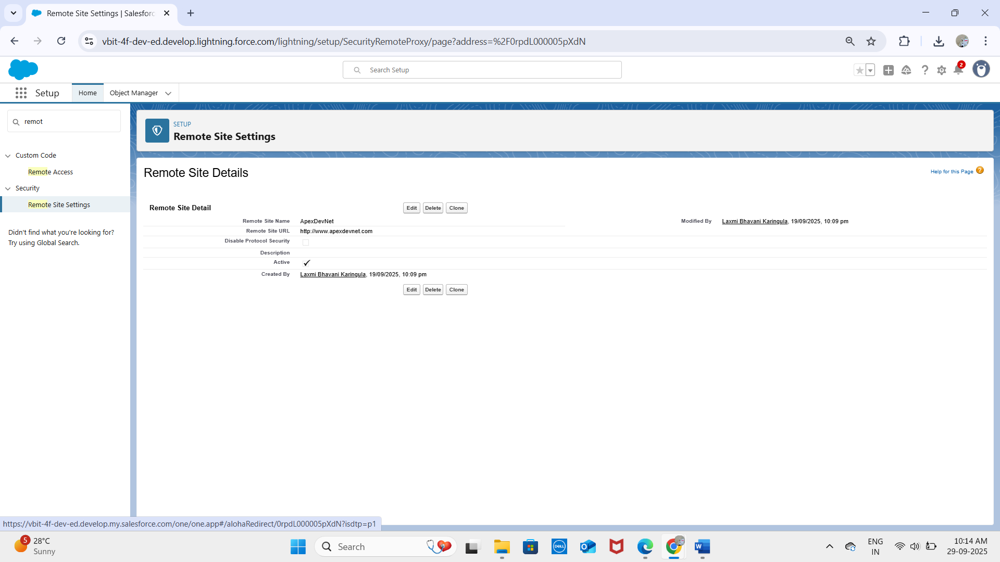 Remote Site Settings | Salesforc
vbit-4f-dev-ed.develop.lightning.force.com/lightning/setup/SecurityRemoteProxy/page?address=%2F0rpdL000005pXdN
Search Setup
2
Setup
Home
Object Manager
remot
Custom Code
Remote Access
Security
Remote Site Settings
Didn't find what you're looking for?
Try using Global Search.
SETUP
Remote Site Settings
Remote Site Details
Help for this Page ?
Remote Site Detail
Edit Delete Clone
Remote Site Name ApexDevNet
Modified By Laxmi Bhavani Karingula, 19/09/2025, 10:09 pm
Remote Site URL http://www.apexdevnet.com
Disable Protocol Security
Description
Active
Created By Laxmi Bhavani Karingula, 19/09/2025, 10:09 pm
Edit Delete Clone
https://vbit-4f-dev-ed.develop.my.salesforce.com/one/one.app#/alohaRedirect/0rpdL000005pXdN?isdtp=p1
5
28°C
Sunny
Search
DELL
ENG
IN
10:14 AM
29-09-2025